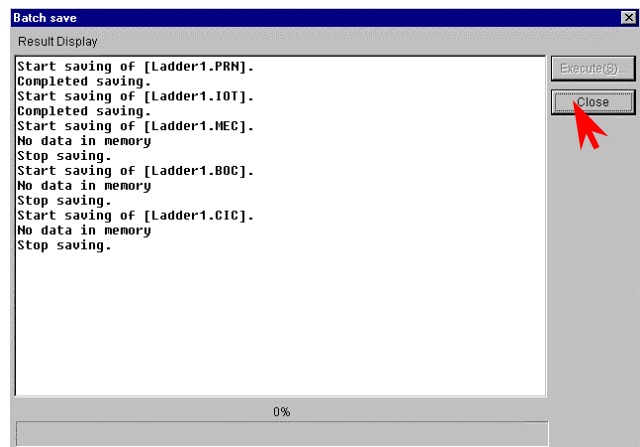 Batch save
Result Display
Start saving of [Ladder1.PRN].
Completed saving.
Start saving of [Ladder1.IOT].
Completed saving.
Start saving of [Ladder1.MEC].
No data in memory
Stop saving.
Start saving of [Ladder1.BOC].
No data in memory
Stop saving.
Start saving of [Ladder1.CIC].
No data in memory
Stop saving.
Execute(S)...
Close
0%